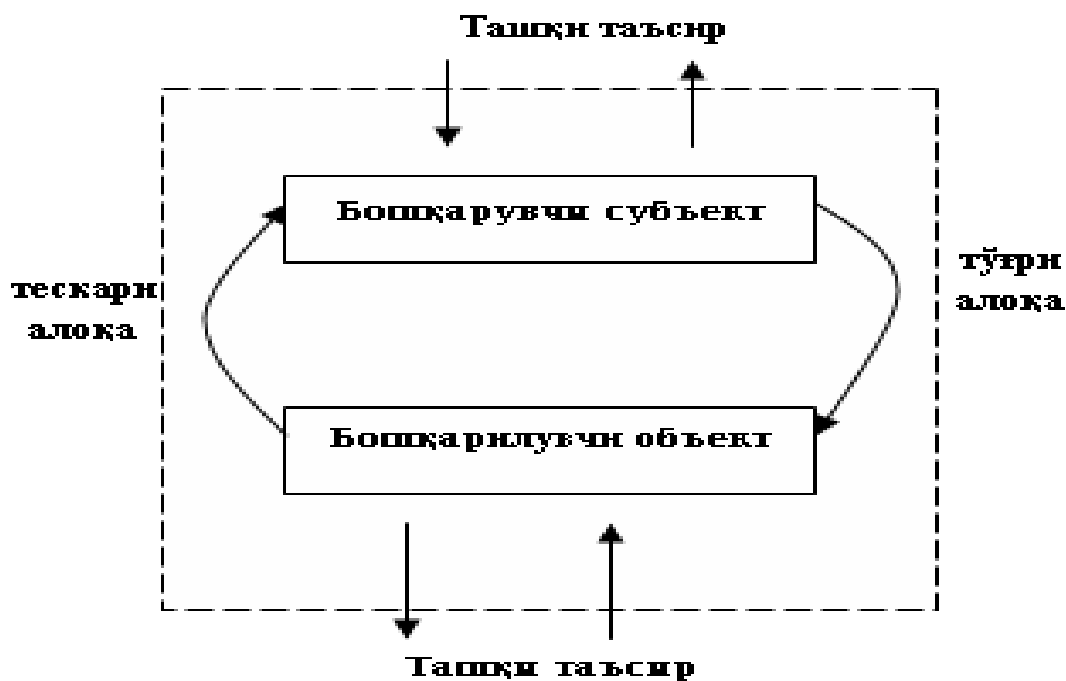 Ташқи таъсир
Бошқарувчи субъект
тескари
алоқа
тўғри
алоқа
Бошқарилувчи объект
Ташқи таъсир